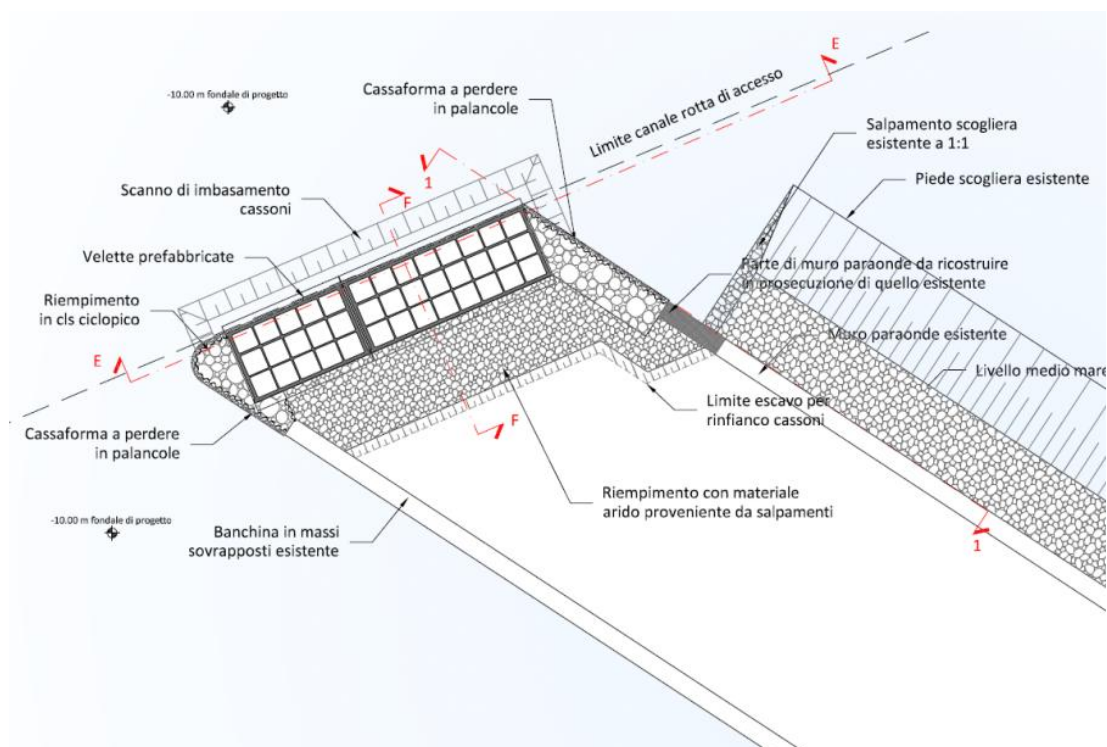 E
-10.00 m fondale di progetto
Cassaforma a perdere
in palancole
Limite canale rotta di accesso
Salpamento scogliera
esistente a 1:1
Piede scogliera esistente
1
F
Scanno di imbasamento
cassoni
Velette prefabbricate
Parte di muro paraonde da ricostruire
in prosecuzione di quello esistente
Riempimento
in cls ciclopico
Muro paraonde esistente
E
Livello medio mare
Limite escavo per
rinfianco cassoni
F
Cassaforma a perdere
in palancole
Riempimento con materiale
arido proveniente da salpamenti
-10.00 m fondale di progetto
Banchina in massi
sovrapposti esistente
1